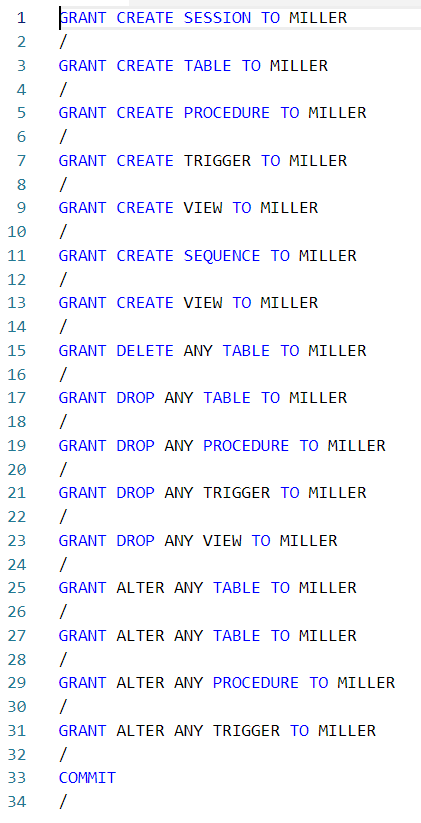 1 GRANT CREATE SESSION TO MILLER
2 /
3 GRANT CREATE TABLE TO MILLER
4 /
5 GRANT CREATE PROCEDURE TO MILLER
6 /
7 GRANT CREATE TRIGGER TO MILLER
8 /
9 GRANT CREATE VIEW TO MILLER
10 /
11 GRANT CREATE SEQUENCE TO MILLER
12 /
13 GRANT CREATE VIEW TO MILLER
14 /
15 GRANT DELETE ANY TABLE TO MILLER
16 /
17 GRANT DROP ANY TABLE TO MILLER
18 /
19 GRANT DROP ANY PROCEDURE TO MILLER
20 /
21 GRANT DROP ANY TRIGGER TO MILLER
22 /
23 GRANT DROP ANY VIEW TO MILLER
24 /
25 GRANT ALTER ANY TABLE TO MILLER
26 /
27 GRANT ALTER ANY TABLE TO MILLER
28 /
29 GRANT ALTER ANY PROCEDURE TO MILLER
30 /
31 GRANT ALTER ANY TRIGGER TO MILLER
32 /
33 COMMIT
34 /